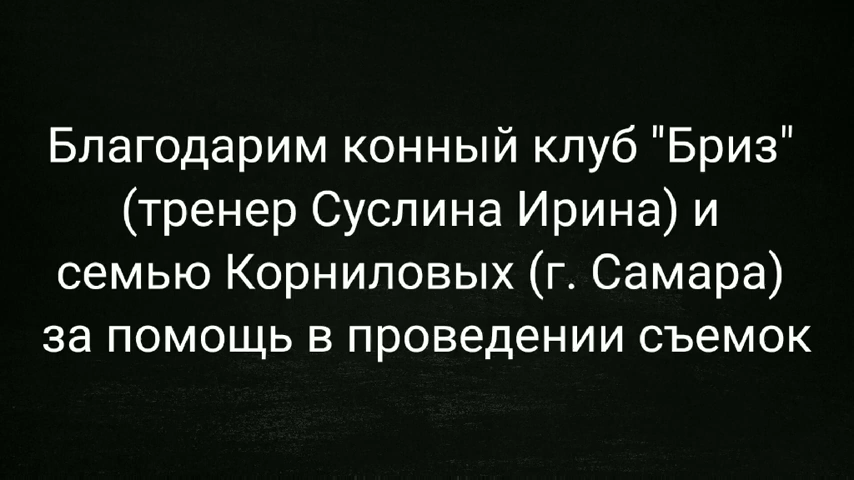 Благодарим конный клуб "Бриз"
(тренер Суслина Ирина) и
семью Корниловых (г. Самара)
за помощь в проведении съемок